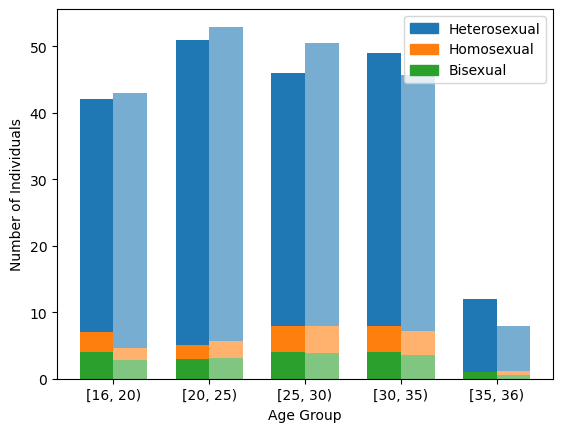 Heterosexual
Homosexual
Bisexual
50
40
30
20
10
0
Number of Individuals
[16, 20)
[20, 25)
[25, 30)
[30, 35)
[35, 36)
Age Group